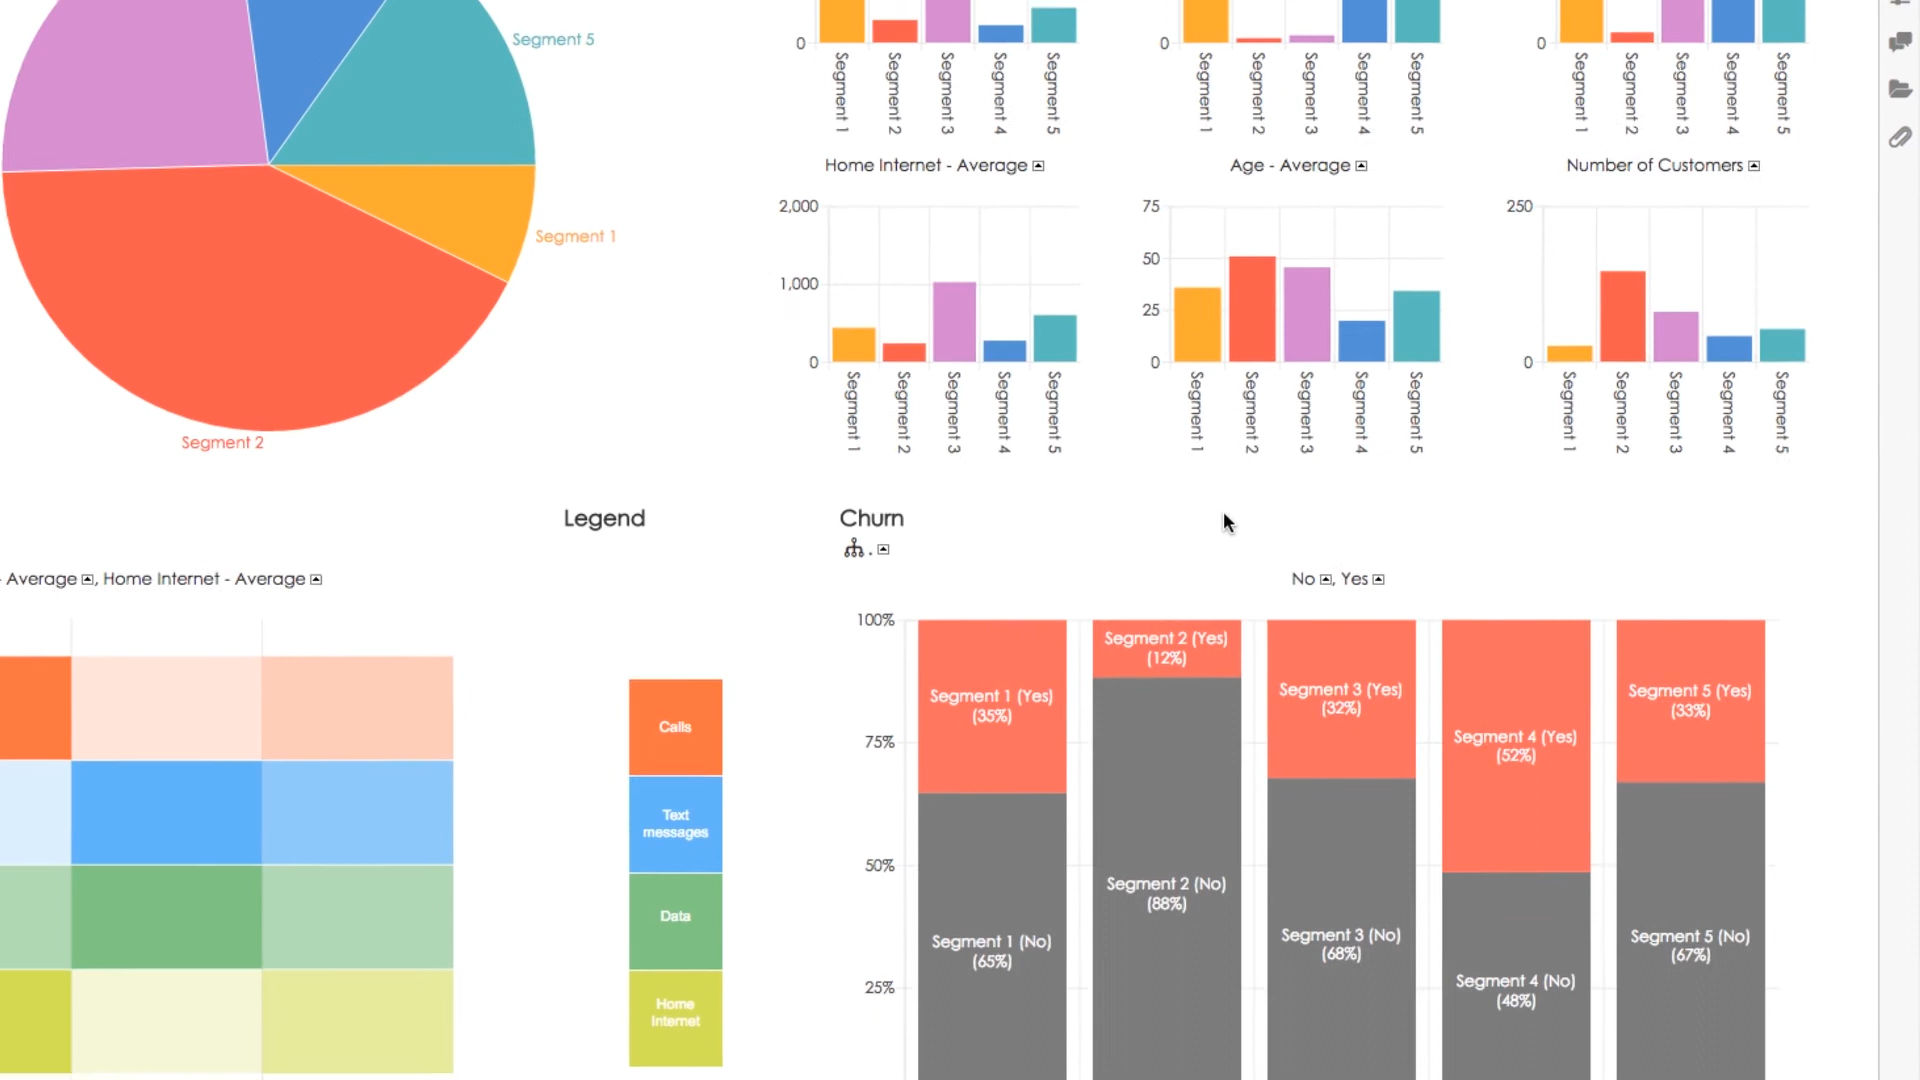 Segment 5
Segment 1
Segment 2
0
Segment 1
Segment 2
Segment 3
Segment 4
Segment 5
0
Segment 1
Segment 2
Segment 3
Segment 4
Segment 5
0
Segment 1
Segment 2
Segment 3
Segment 4
Segment 5
Home Internet - Average
2,000
1,000
0
Segment 1
Segment 2
Segment 3
Segment 4
Segment 5
Age - Average
75
50
25
0
Segment 1
Segment 2
Segment 3
Segment 4
Segment 5
Number of Customers
250
0
Segment 1
Segment 2
Segment 3
Segment 4
Segment 5
- Average , Home Internet - Average
Legend
Calls
Text
messages
Data
Home
Internet
Churn
.
No , Yes
100%
75%
50%
25%
Segment 1 (Yes)
(35%)
Segment 1 (No)
(65%)
Segment 2 (Yes)
(12%)
Segment 2 (No)
(88%)
Segment 3 (Yes)
(32%)
Segment 3 (No)
(68%)
Segment 4 (Yes)
(52%)
Segment 4 (No)
(48%)
Segment 5 (Yes)
(33%)
Segment 5 (No)
(67%)